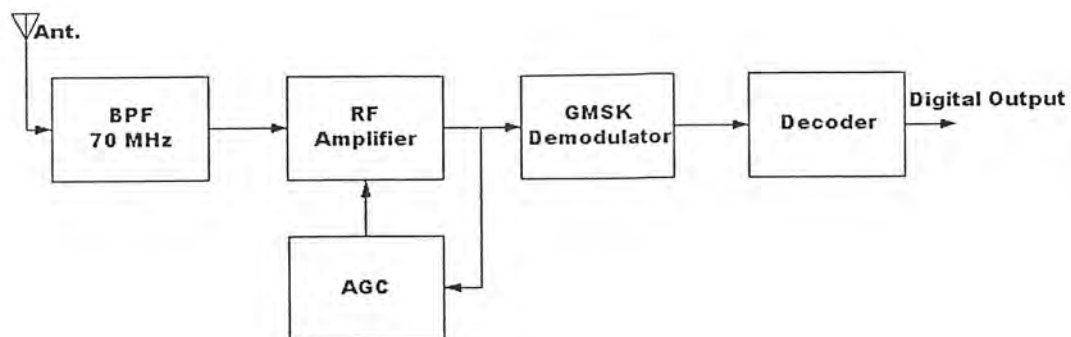 Ant.
BPF
70 MHz
RF
Amplifier
GMSK
Demodulator
Decoder
Digital Output
AGC